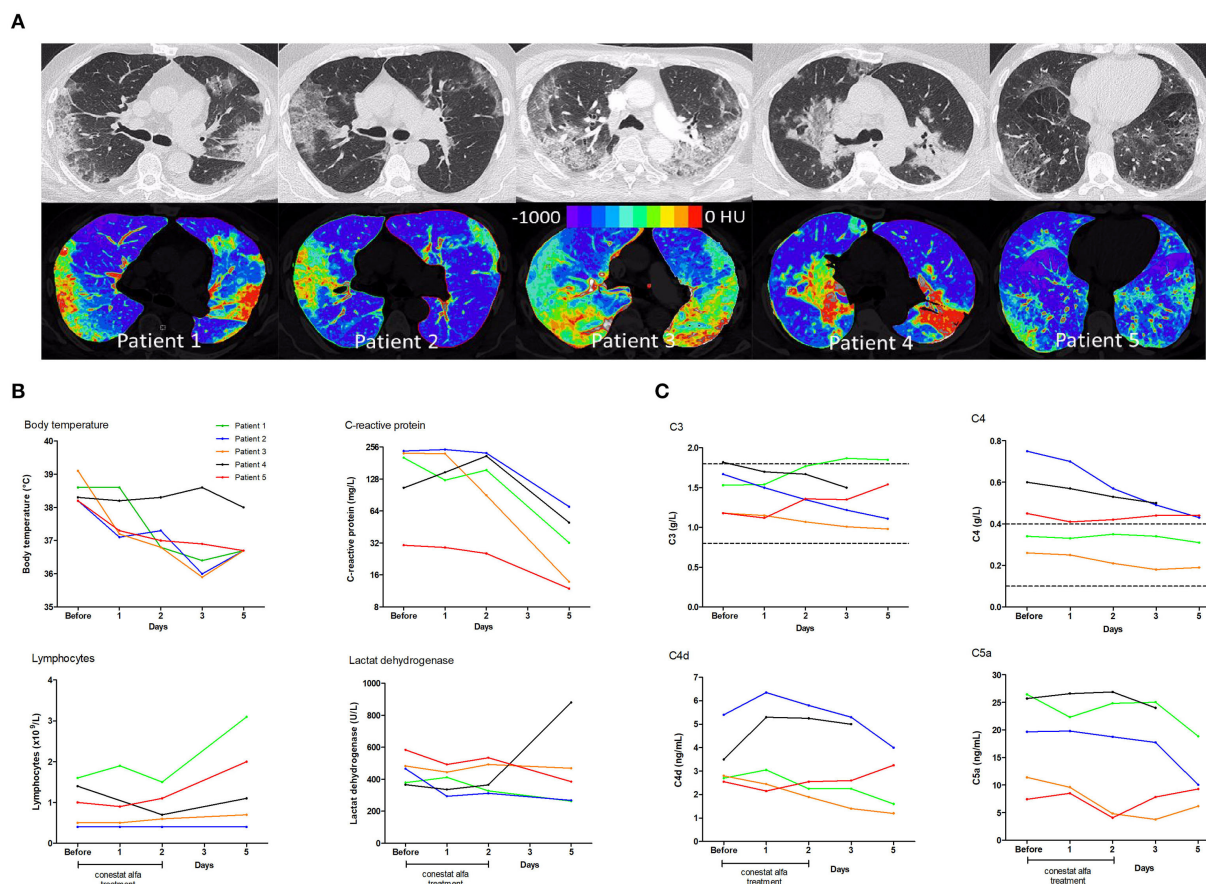 A
-1000 0 HU
Patient 1 Patient 2 Patient 3 Patient 4 Patient 5
B
Body temperature
Patient 1
Patient 2
Patient 3
Patient 4
Patient 5
40
39
38
37
36
35
Body temperature (°C)
Before 1 2 3 5
Days
C-reactive protein
256
128
64
32
16
8
C-reactive protein (mg/L)
Before 1 2 3 5
Days
Lymphocytes
4
3
2
1
0
Lymphocytes (x10⁹/L)
Before 1 2 3 5
Days
conestat alfa
treatment
Lactat dehydrogenase
1000
800
600
400
200
0
Lactat dehydrogenase (U/L)
Before 1 2 3 5
Days
conestat alfa
treatment
C
C3
2.0
1.5
1.0
0.5
0.0
C3 (g/L)
Before 1 2 3 5
Days
C4
0.8
0.6
0.4
0.2
0.0
C4 (g/L)
Before 1 2 3 5
Days
C4d
7
6
5
4
3
2
1
0
C4d (ng/mL)
Before 1 2 3 5
conestat alfa
treatment
Days
C5a
30
25
20
15
10
5
0
C5a (ng/mL)
Before 1 2 3 5
conestat alfa
treatment
Days